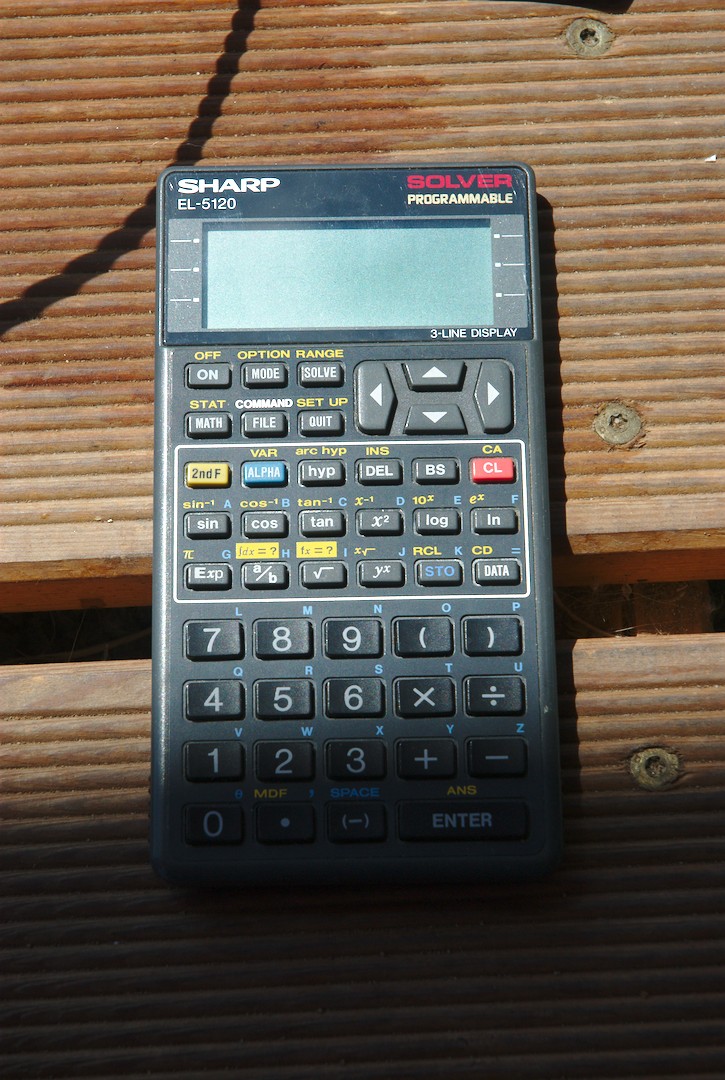 SHARP SOLVER
EL-5120 PROGRAMMABLE
3-LINE DISPLAY
OFF OPTION RANGE
ON MODE SOLVE
STAT COMMAND SET UP
MATH FILE QUIT
VAR arc hyp INS CA
2ndF ALPHA hyp DEL BS CL
sin⁻¹ A cos⁻¹ B tan⁻¹ C x⁻¹ D 10ˣ E eˣ F
sin cos tan x² log ln
π G ∫dx=? H fx=? I ˣ√ J RCL K CD =
Exp a/b √ yˣ STO DATA
L M N O P
7 8 9 ( )
Q R S T U
4 5 6 × ÷
V W X Y Z
1 2 3 + −
θ MDF , SPACE ANS
0 • (−) ENTER